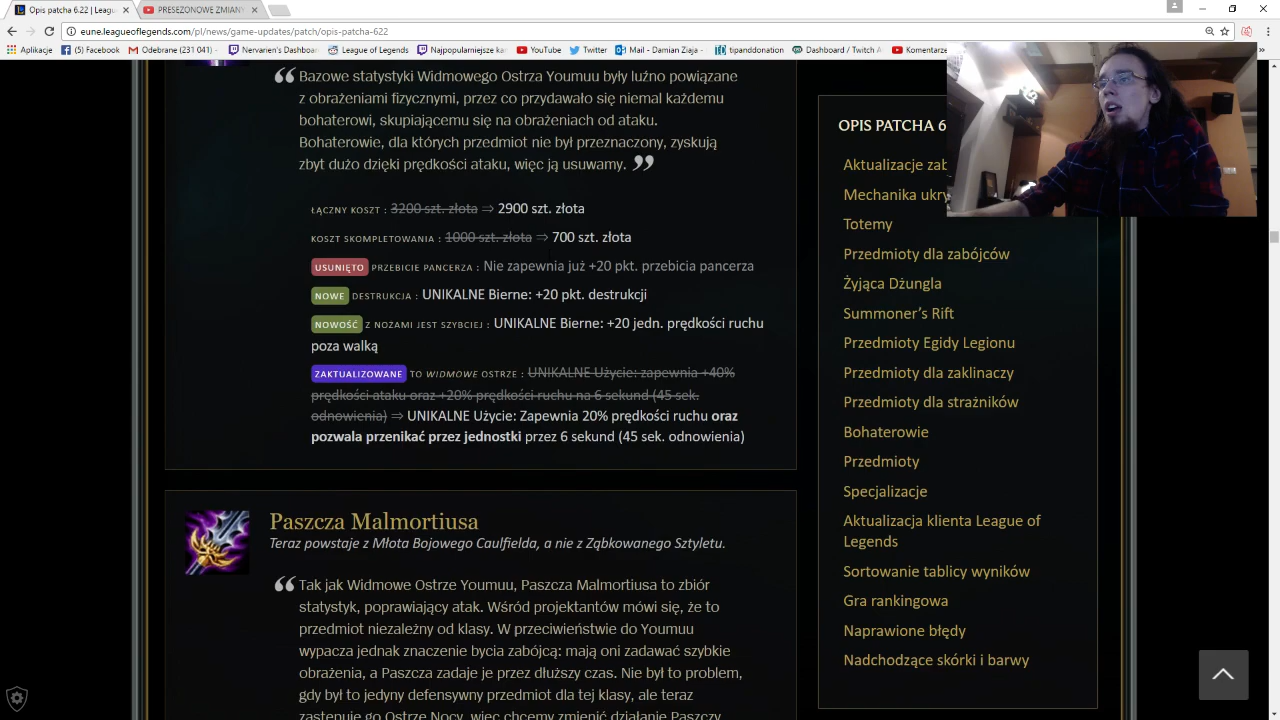 Opis patcha 6.22 | League
PRESEZONOWE ZMIANY
eune.leagueoflegends.com/pl/news/game-updates/patch/opis-patcha-622
Aplikacje (5) Facebook Odebrane (231 041) Nervarien's Dashboard League of Legends Najpopularniejsze YouTube Twitter Mail - Damian Ziaja tipanddonation Dashboard / Twitch Komentarze
Bazowe statystyki Widmowego Ostrza Youmuu były luźno powiązane
z obrażeniami fizycznymi, przez co przydawało się niemal każdemu
bohaterowi, skupiającemu się na obrażeniach od ataku.
Bohaterowie, dla których przedmiot nie był przeznaczony, zyskują
zbyt dużo dzięki prędkości ataku, więc ją usuwamy.
ŁĄCZNY KOSZT : 3200 szt. złota ⇒ 2900 szt. złota
KOSZT SKOMPLETOWANIA : 1000 szt. złota ⇒ 700 szt. złota
USUNIĘTO PRZEBICIE PANCERZA : Nie zapewnia już +20 pkt. przebicia pancerza
NOWE DESTRUKCJA : UNIKALNE Bierne: +20 pkt. destrukcji
NOWOŚĆ Z NOŻAMI JEST SZYBCIEJ : UNIKALNE Bierne: +20 jedn. prędkości ruchu
poza walką
ZAKTUALIZOWANE TO WIDMOWE OSTRZE : UNIKALNE Użycie: zapewnia +40%
prędkości ataku oraz +20% prędkości ruchu na 6 sekund (45 sek.
odnowienia) ⇒ UNIKALNE Użycie: Zapewnia 20% prędkości ruchu oraz
pozwala przenikać przez jednostki przez 6 sekund (45 sek. odnowienia)
Paszcza Malmortiusa
Teraz powstaje z Młota Bojowego Caulfielda, a nie z Ząbkowanego Sztyletu.
Tak jak Widmowe Ostrze Youmuu, Paszcza Malmortiusa to zbiór
statystyk, poprawiający atak. Wśród projektantów mówi się, że to
przedmiot niezależny od klasy. W przeciwieństwie do Youmuu
wypacza jednak znaczenie bycia zabójcą: mają oni zadawać szybkie
obrażenia, a Paszcza zadaje je przez dłuższy czas. Nie był to problem,
gdy był to jedyny defensywny przedmiot dla tej klasy, ale teraz
zastępuje go Ostrze Nocy, więc chcemy zmienić działanie Paszczy
OPIS PATCHA 6
Aktualizacje zab
Mechanika ukry
Totemy
Przedmioty dla zabójców
Żyjąca Dżungla
Summoner's Rift
Przedmioty Egidy Legionu
Przedmioty dla zaklinaczy
Przedmioty dla strażników
Bohaterowie
Przedmioty
Specjalizacje
Aktualizacja klienta League of
Legends
Sortowanie tablicy wyników
Gra rankingowa
Naprawione błędy
Nadchodzące skórki i barwy